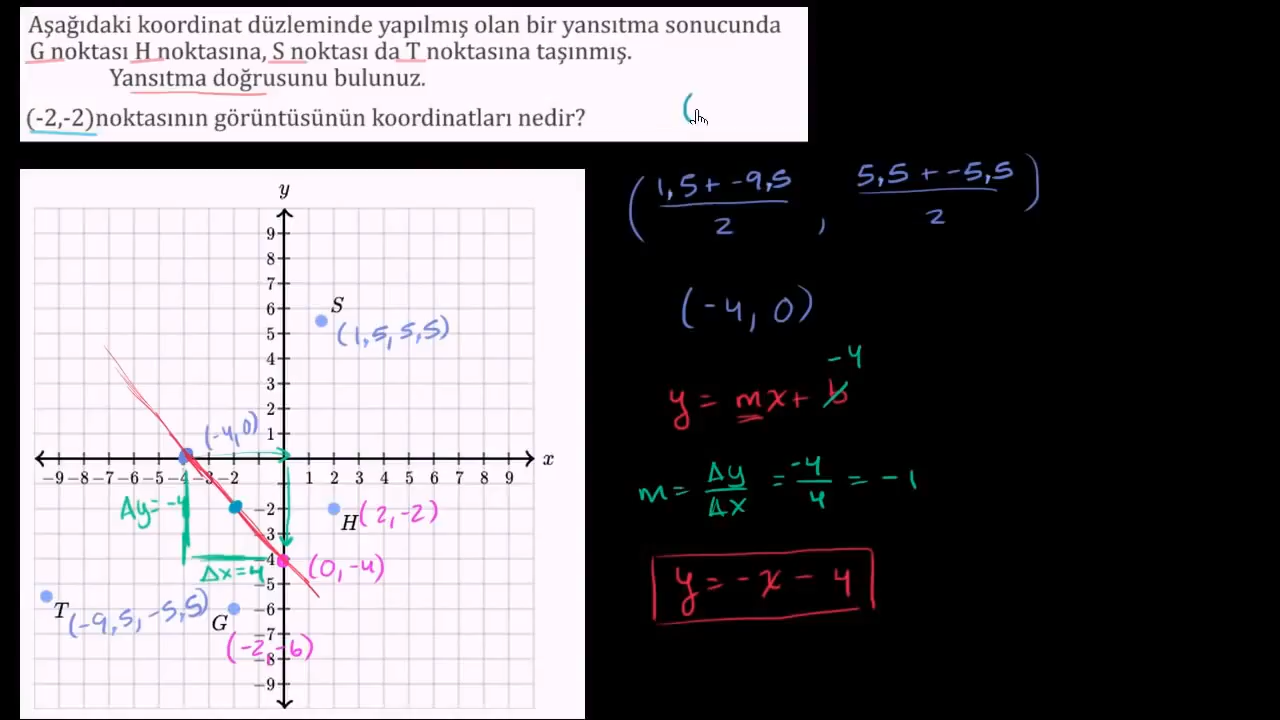 Aşağıdaki koordinat düzleminde yapılmış olan bir yansıtma sonucunda
G noktası H noktasına, S noktası da T noktasına taşınmış.
Yansıtma doğrusunu bulunuz.
(-2,-2)noktasının görüntüsünün koordinatları nedir? (
(1,5 + -9,5 / 2 , 5,5 + -5,5 / 2)
(-4, 0)
-4
y = mx + b
m = Δy/Δx = -4/4 = -1
y = -x - 4
y
9
8
7
6
5
4
3
2
1
S
(1,5, 5,5)
(-4,0)
-9 -8 -7 -6 -5 -4 -3 -2 1 2 3 4 5 6 7 8 9 x
Δy=-4
-2
-3
-4
-5
-6
-7
-8
-9
H (2,-2)
Δx=4
(0,-4)
T (-9,5, -5,5)
G
(-2,-6)